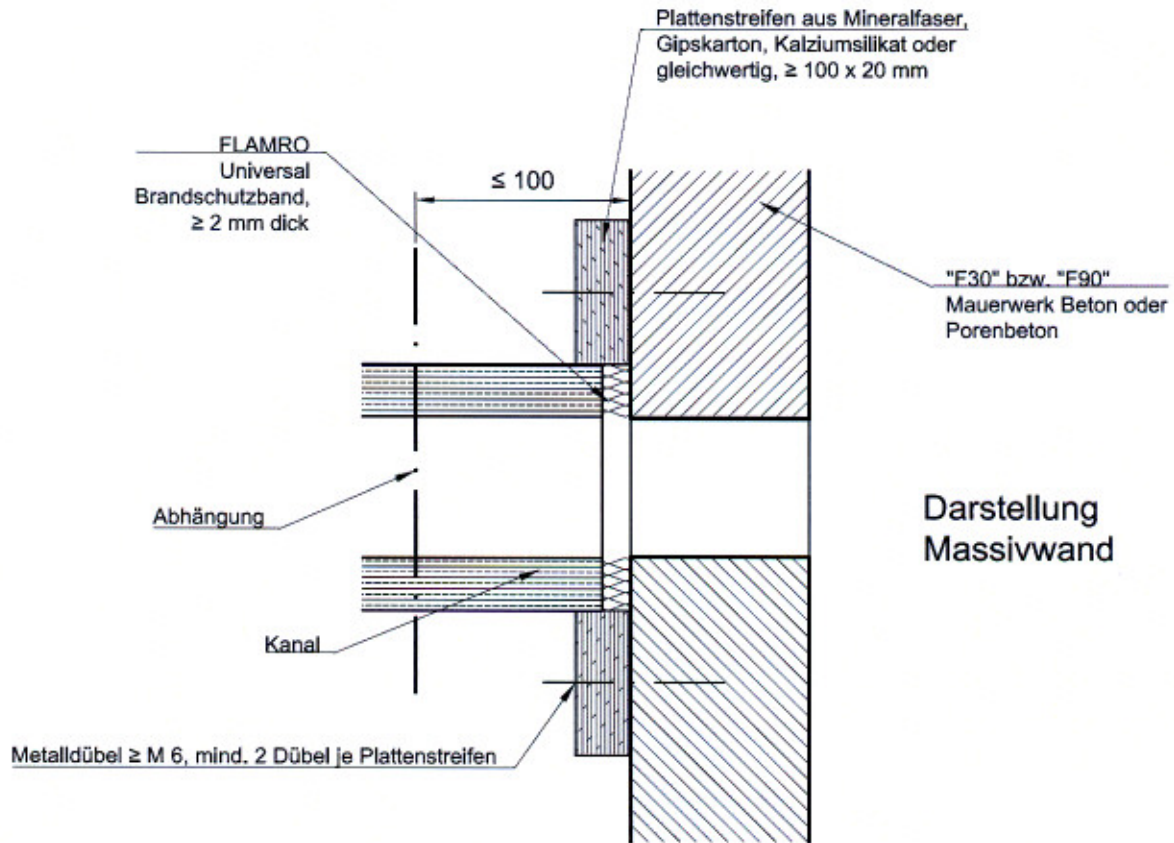 Plattenstreifen aus Mineralfaser,
Gipskarton, Kalziumsilikat oder
gleichwertig, ≥ 100 x 20 mm
FLAMRO
Universal
Brandschutzband,
≥ 2 mm dick
≤ 100
"F30" bzw. "F90"
Mauerwerk Beton oder
Porenbeton
Abhängung
Darstellung
Massivwand
Kanal
Metalldübel ≥ M 6, mind. 2 Dübel je Plattenstreifen